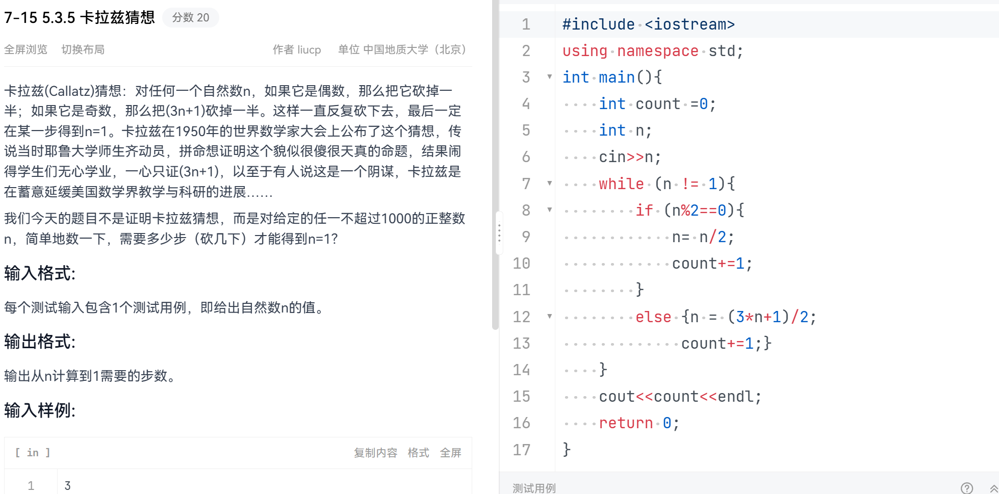 7-15 5.3.5 卡拉兹猜想 分数 20
全屏浏览 切换布局 作者 liucp 单位 中国地质大学（北京）
卡拉兹(Callatz)猜想：对任何一个自然数n，如果它是偶数，那么把它砍掉一
半；如果它是奇数，那么把(3n+1)砍掉一半。这样一直反复砍下去，最后一定
在某一步得到n=1。卡拉兹在1950年的世界数学家大会上公布了这个猜想，传
说当时耶鲁大学师生齐动员，拼命想证明这个貌似很傻很天真的命题，结果闹
得学生们无心学业，一心只证(3n+1)，以至于有人说这是一个阴谋，卡拉兹是
在蓄意延缓美国数学界教学与科研的进展……
我们今天的题目不是证明卡拉兹猜想，而是对给定的任一不超过1000的正整数
n，简单地数一下，需要多少步（砍几下）才能得到n=1？
输入格式:
每个测试输入包含1个测试用例，即给出自然数n的值。
输出格式:
输出从n计算到1需要的步数。
输入样例:
[ in ] 复制内容 格式 全屏
1 3
1 #include <iostream>
2 using namespace std;
3 int main(){
4     int count =0;
5     int n;
6     cin>>n;
7     while (n != 1){
8         if (n%2==0){
9             n= n/2;
10             count+=1;
11         }
12         else {n = (3*n+1)/2;
13              count+=1;}
14     }
15     cout<<count<<endl;
16     return 0;
17 }
测试用例